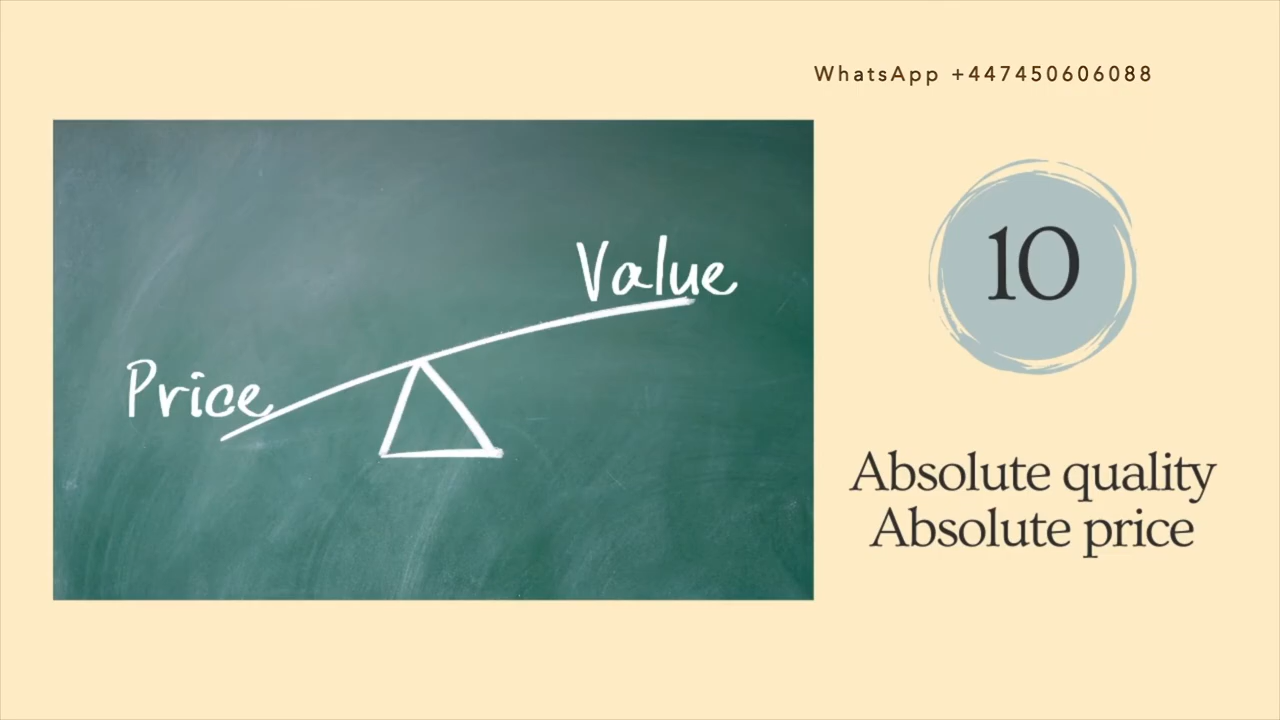 WhatsApp +447450606088
Value
Price
10
Absolute quality
Absolute price